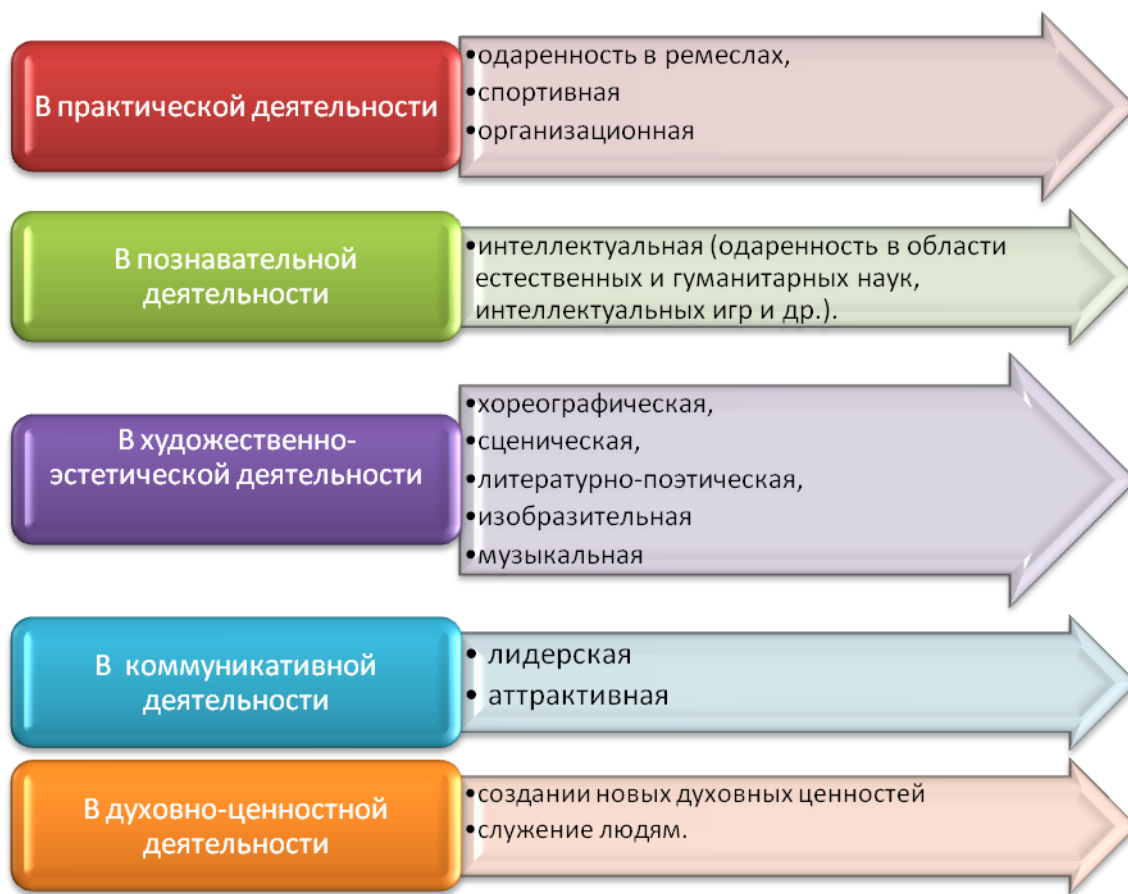 В практической деятельности
•одаренность в ремеслах,
•спортивная
•организационная
В познавательной
деятельности
•интеллектуальная (одаренность в области
естественных и гуманитарных наук,
интеллектуальных игр и др.).
В художественно-
эстетической деятельности
•хореографическая,
•сценическая,
•литературно-поэтическая,
•изобразительная
•музыкальная
В коммуникативной
деятельности
• лидерская
• аттрактивная
В духовно-ценностной
деятельности
•создании новых духовных ценностей
•служение людям.